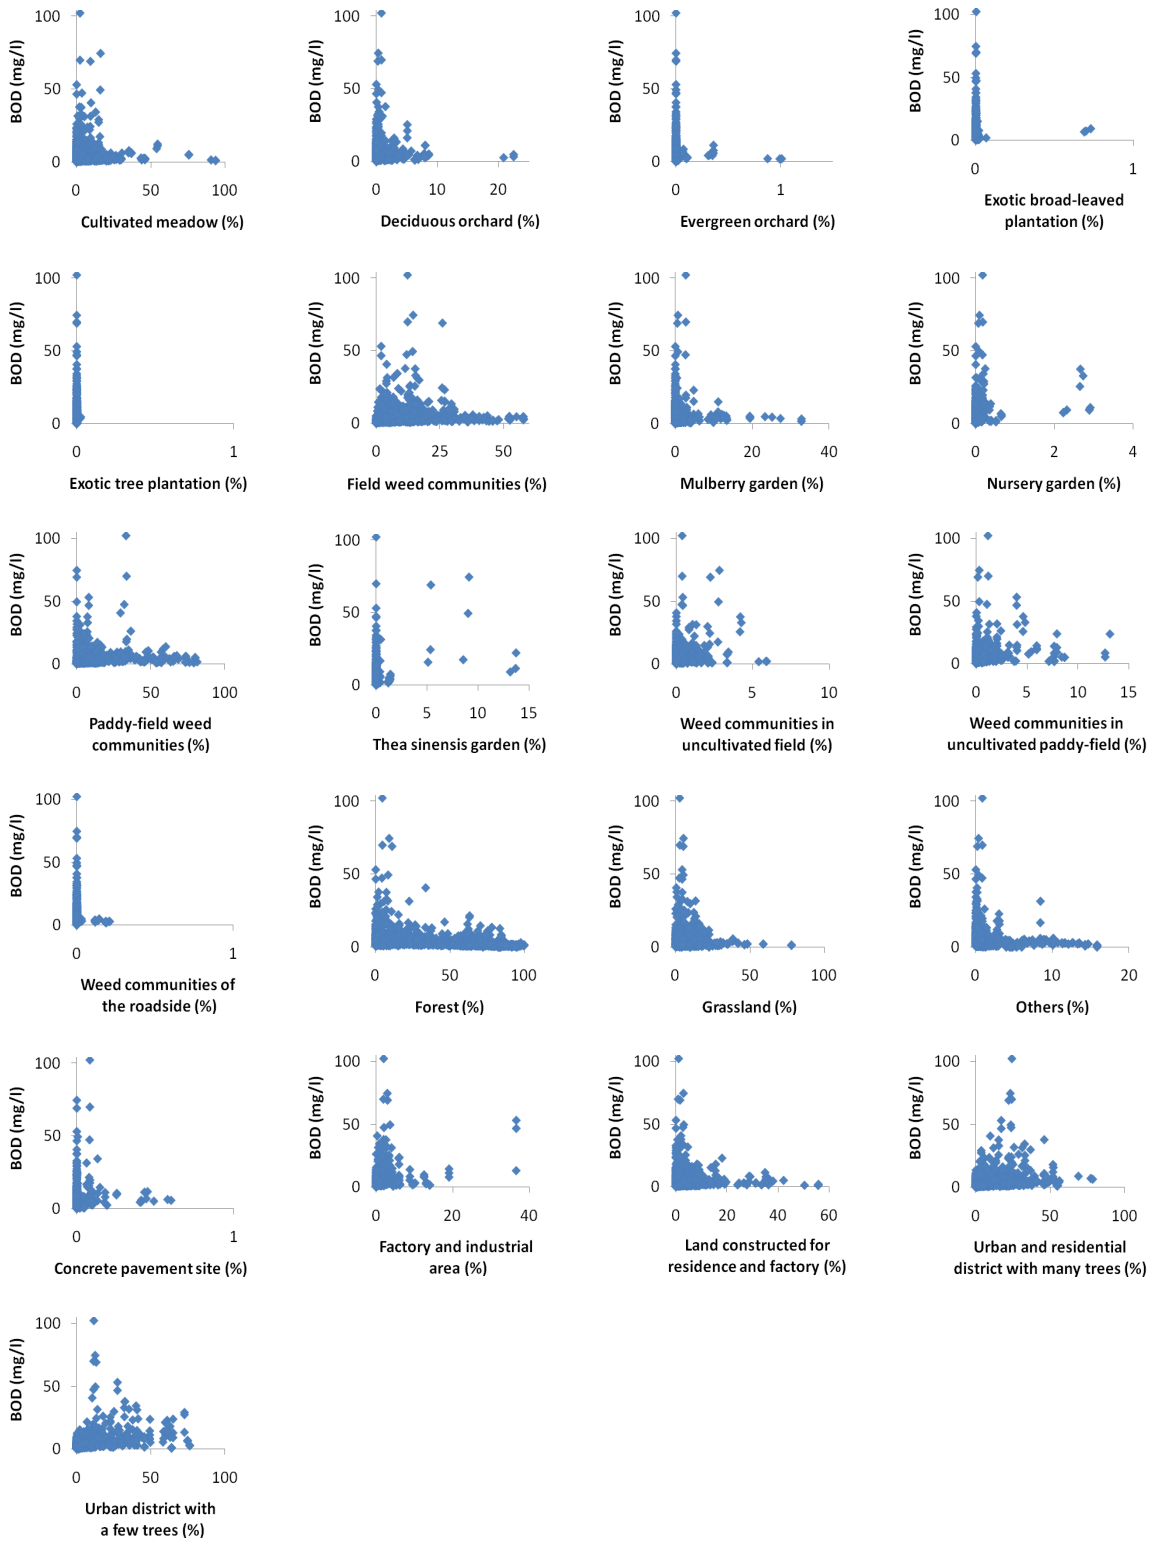 BOD (mg/l)
100
50
0
0 50 100
Cultivated meadow (%)
BOD (mg/l)
100
50
0
0 10 20
Deciduous orchard (%)
BOD (mg/l)
100
50
0
0 1
Evergreen orchard (%)
BOD (mg/l)
100
50
0
0 1
Exotic broad-leaved
plantation (%)
BOD (mg/l)
100
50
0
0 1
Exotic tree plantation (%)
BOD (mg/l)
100
50
0
0 25 50
Field weed communities (%)
BOD (mg/l)
100
50
0
0 20 40
Mulberry garden (%)
BOD (mg/l)
100
50
0
0 2 4
Nursery garden (%)
BOD (mg/l)
100
50
0
0 50 100
Paddy-field weed
communities (%)
BOD (mg/l)
100
50
0
0 5 10 15
Thea sinensis garden (%)
BOD (mg/l)
100
50
0
0 5 10
Weed communities in
uncultivated field (%)
BOD (mg/l)
100
50
0
0 5 10 15
Weed communities in
uncultivated paddy-field (%)
BOD (mg/l)
100
50
0
0 1
Weed communities of
the roadside (%)
BOD (mg/l)
100
50
0
0 50 100
Forest (%)
BOD (mg/l)
100
50
0
0 50 100
Grassland (%)
BOD (mg/l)
100
50
0
0 10 20
Others (%)
BOD (mg/l)
100
50
0
0 1
Concrete pavement site (%)
BOD (mg/l)
100
50
0
0 20 40
Factory and industrial
area (%)
BOD (mg/l)
100
50
0
0 20 40 60
Land constructed for
residence and factory (%)
BOD (mg/l)
100
50
0
0 50 100
Urban and residential
district with many trees (%)
BOD (mg/l)
100
50
0
0 50 100
Urban district with
a few trees (%)